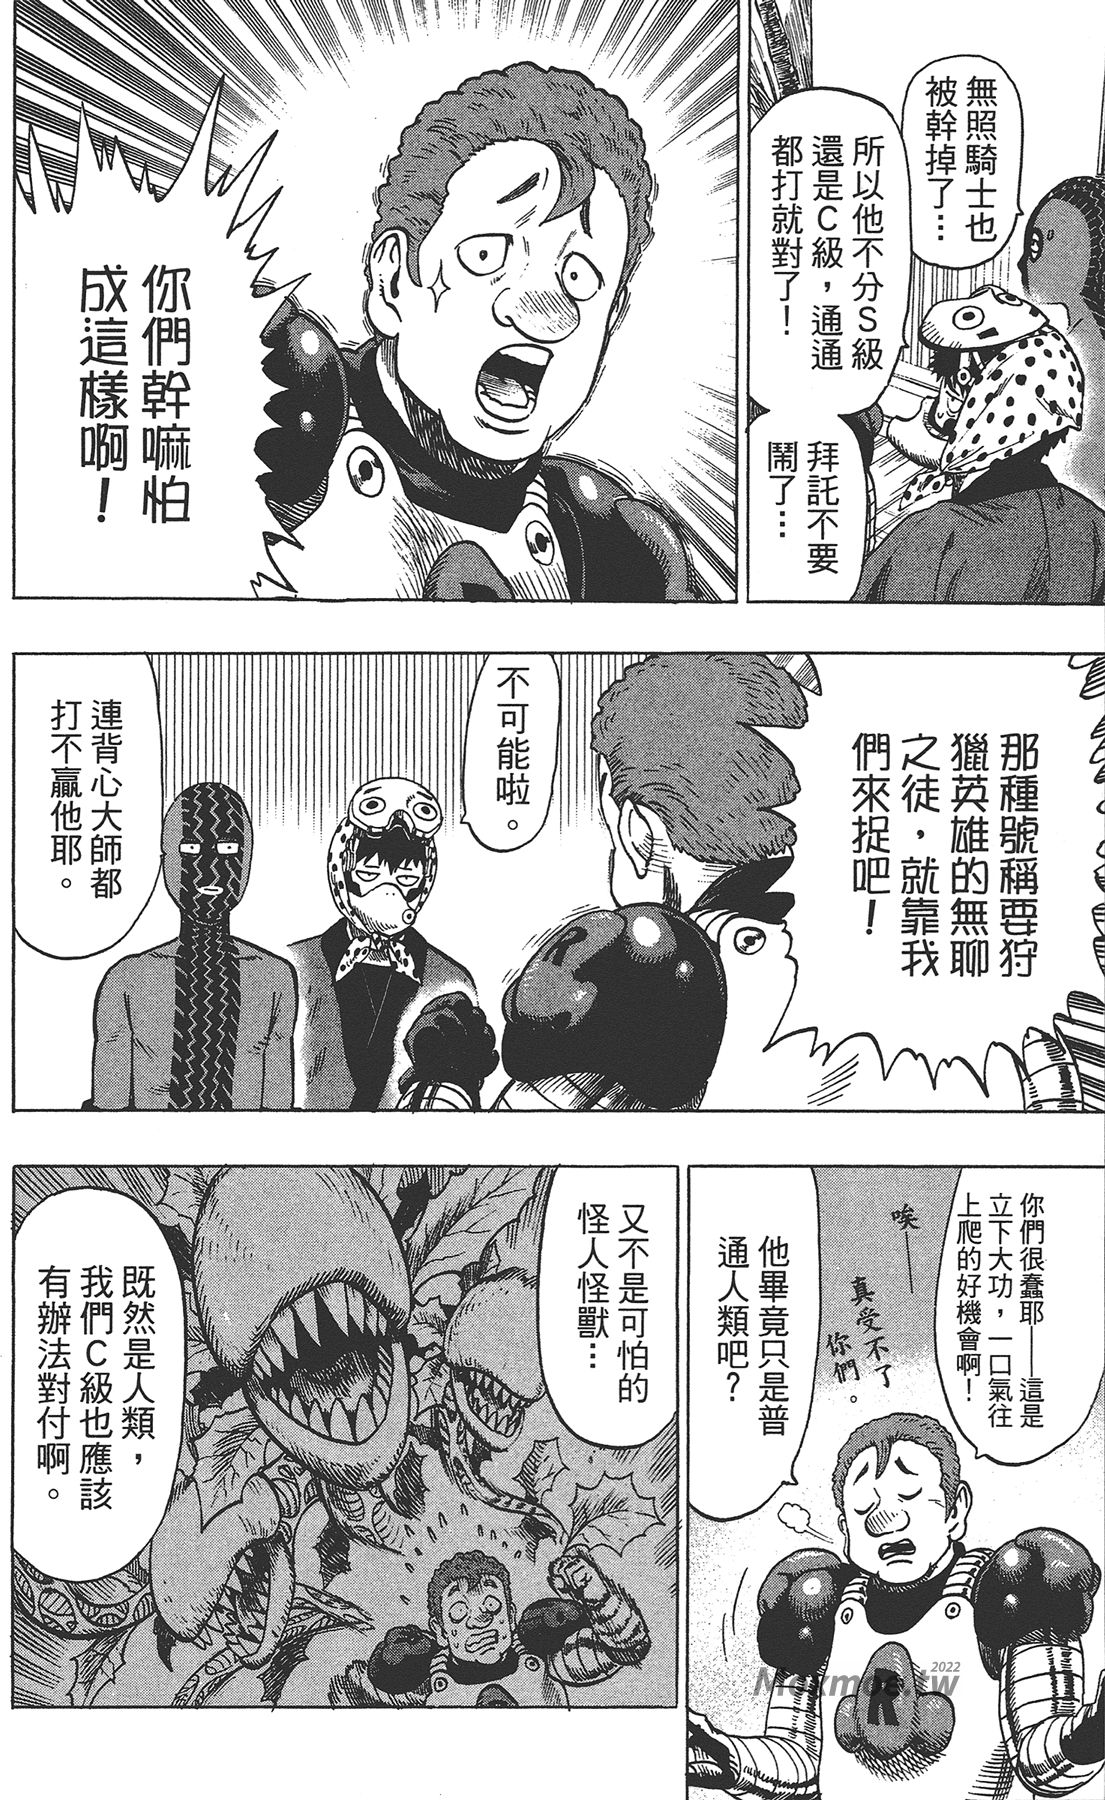 無照騎士也
被幹掉了…
所以他不分S級
還是C級，通通
都打就對了！
拜託不要
鬧了…
你們幹嘛怕
成這樣啊！
那種號稱要狩
獵英雄的無聊
之徒，就靠我
們來捉吧！
不可能啦。
連背心大師都
打不贏他耶。
你們很蠢耶——這是
立下大功，一口氣往
上爬的好機會啊！
唉——
真受不了
你們。
他畢竟只是普
通人類吧？
又不是可怕的
怪人怪獸…
既然是人類，
我們C級也應該
有辦法對付啊。
R
Moxmoe.tw
2022